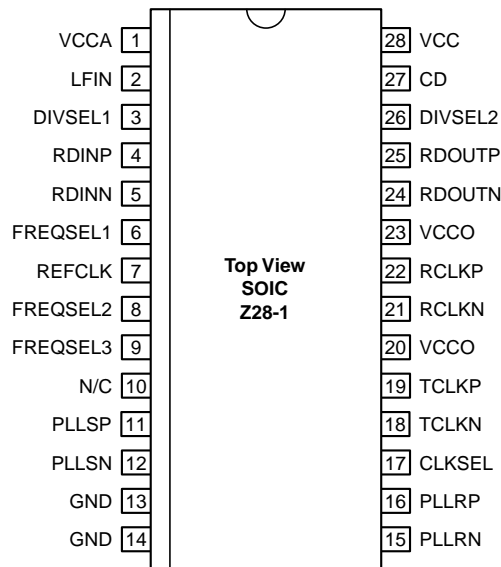 VCCA 1 28 VCC
LFIN 2 27 CD
DIVSEL1 3 26 DIVSEL2
RDINP 4 25 RDOUTP
RDINN 5 24 RDOUTN
FREQSEL1 6 23 VCCO
REFCLK 7 Top View 22 RCLKP
SOIC
FREQSEL2 8 Z28-1 21 RCLKN
FREQSEL3 9 20 VCCO
N/C 10 19 TCLKP
PLLSP 11 18 TCLKN
PLLSN 12 17 CLKSEL
GND 13 16 PLLRP
GND 14 15 PLLRN